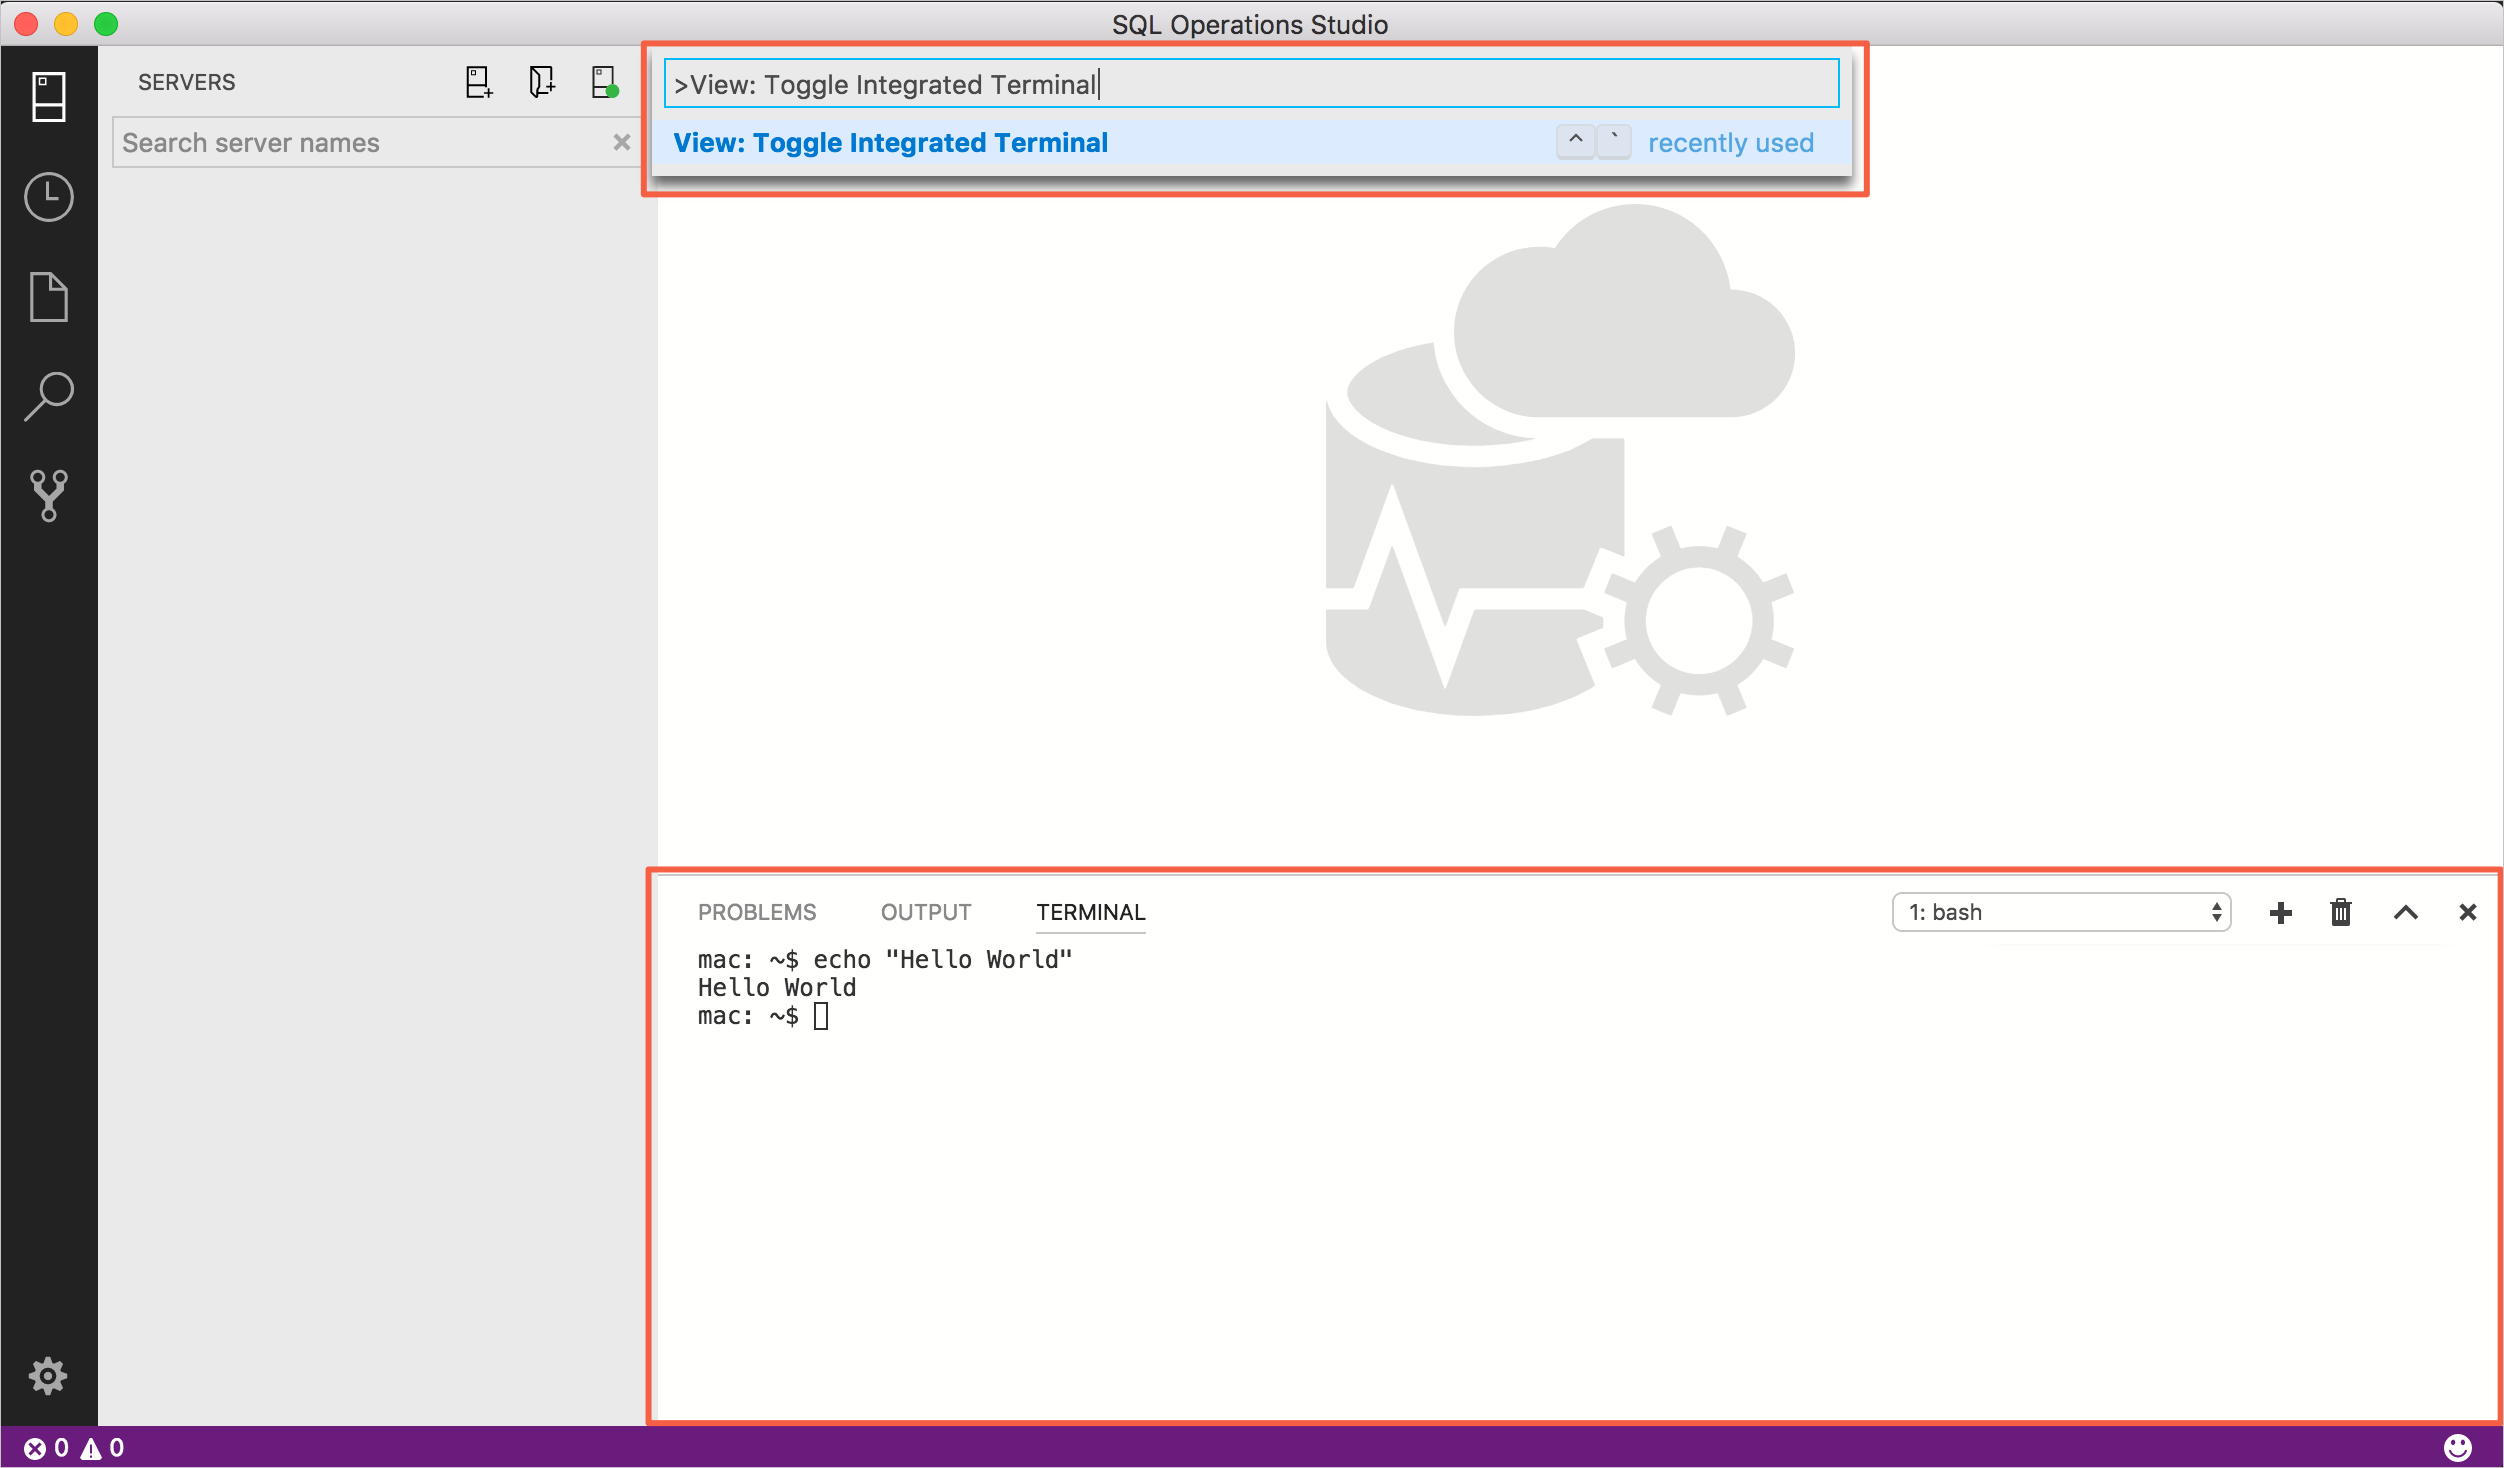 SQL Operations Studio
SERVERS
Search server names
>View: Toggle Integrated Terminal
View: Toggle Integrated Terminal ^ ` recently used
PROBLEMS OUTPUT TERMINAL 1: bash
mac: ~$ echo "Hello World"
Hello World
mac: ~$
0 0